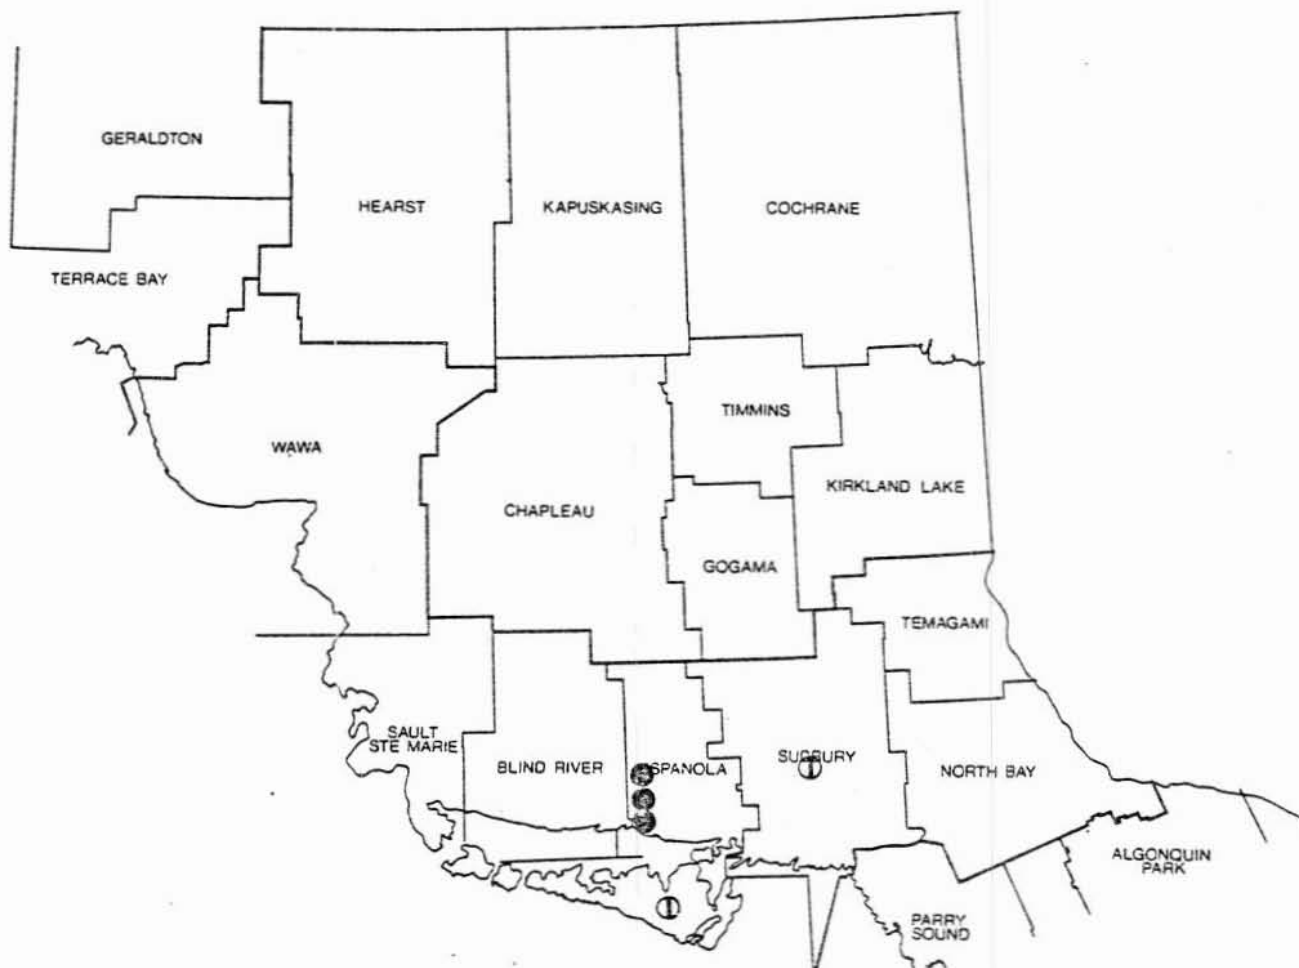 GERALDTON
HEARST
KAPUSKASING
COCHRANE
TERRACE BAY
TIMMINS
WAWA
KIRKLAND LAKE
CHAPLEAU
GOGAMA
TEMAGAMI
SAULT
STE MARIE
BLIND RIVER
SPANOLA
SUDBURY
NORTH BAY
ALGONQUIN
PARK
PARRY
SOUND